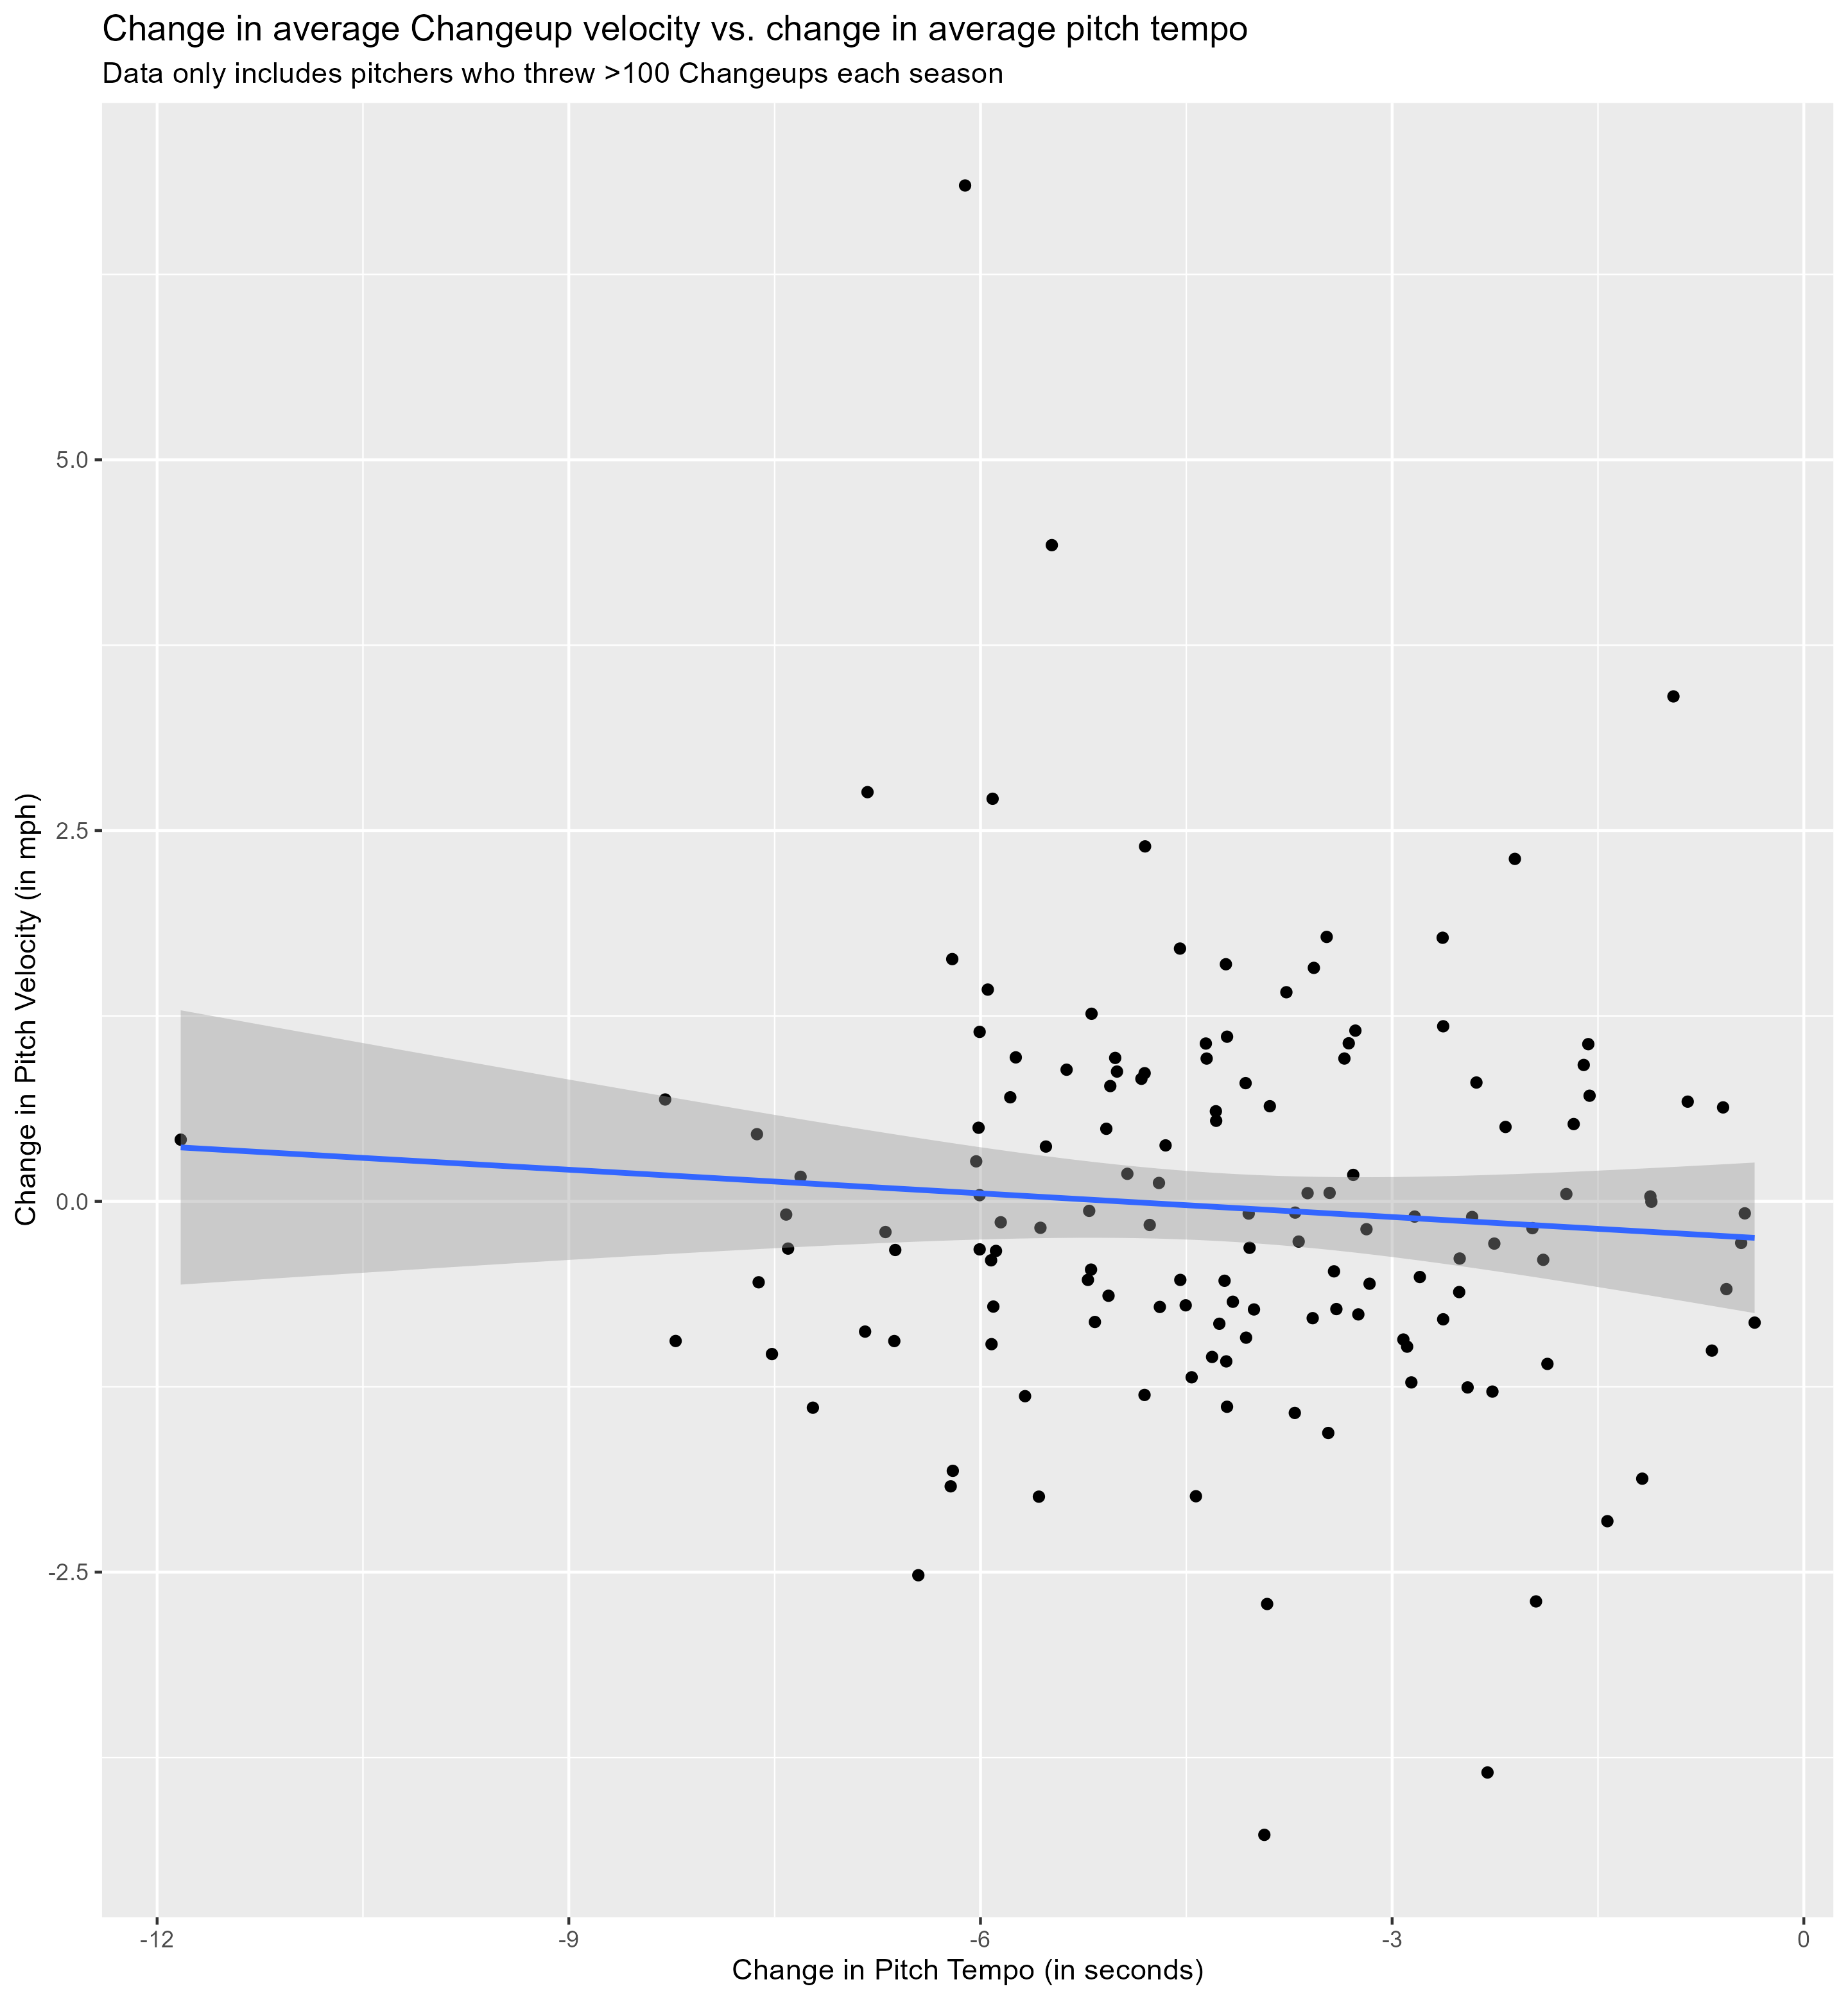 Change in average Changeup velocity vs. change in average pitch tempo
Data only includes pitchers who threw >100 Changeups each season
Change in Pitch Velocity (in mph)
5.0
2.5
0.0
-2.5
-12
-9
-6
-3
0
Change in Pitch Tempo (in seconds)